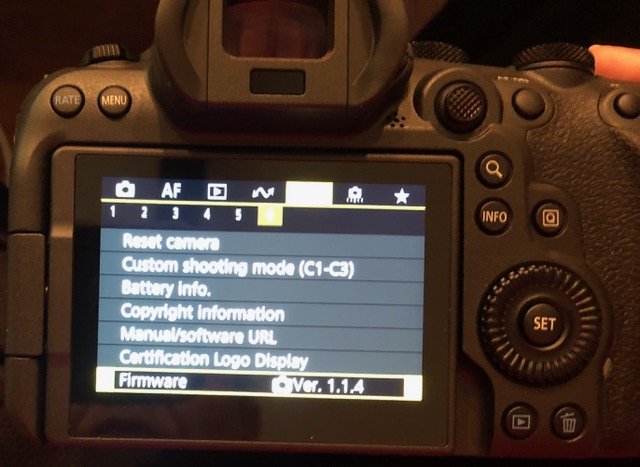 RATE MENU
AF
1 2 3 4 5 6
INFO
Q
Reset camera
Custom shooting mode (C1-C3)
Battery info.
Copyright information
Manual/software URL
Certification Logo Display
Firmware Ver. 1.1.4
SET